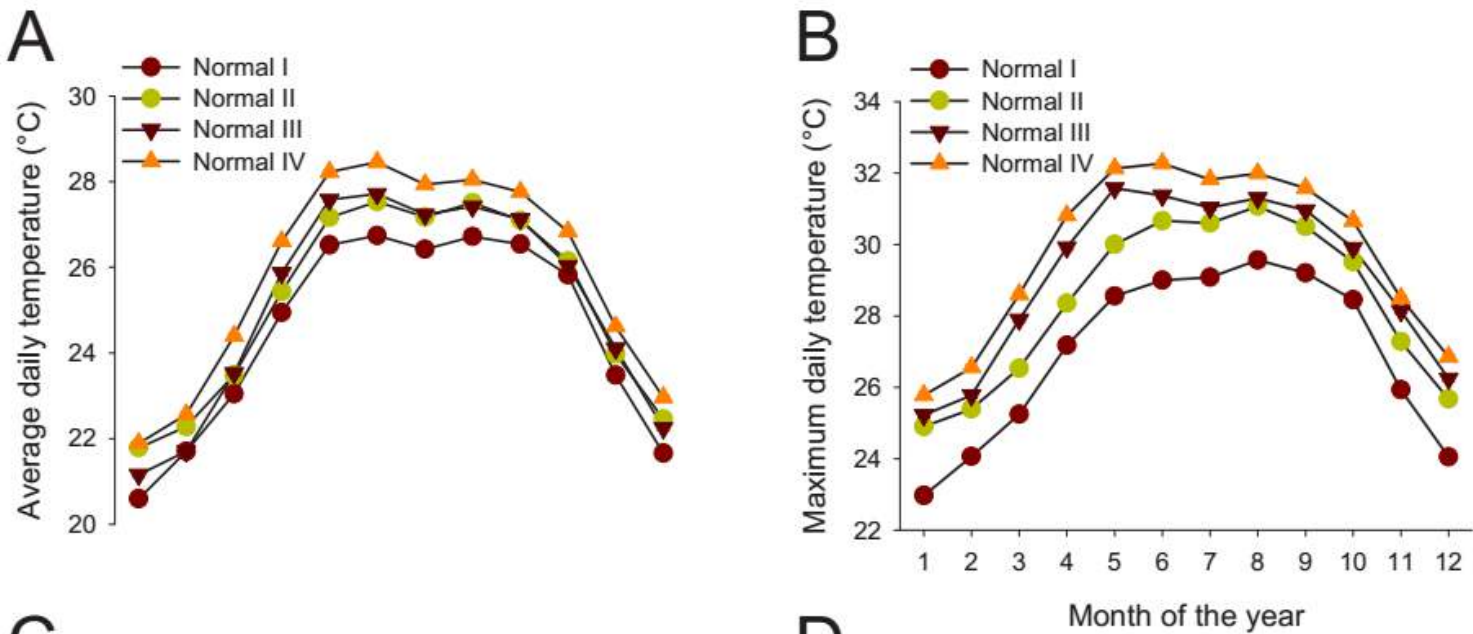 A
Normal I
Normal II
Normal III
Normal IV
Average daily temperature (°C)
30
28
26
24
22
20
B
Normal I
Normal II
Normal III
Normal IV
Maximum daily temperature (°C)
34
32
30
28
26
24
22
1 2 3 4 5 6 7 8 9 10 11 12
Month of the year